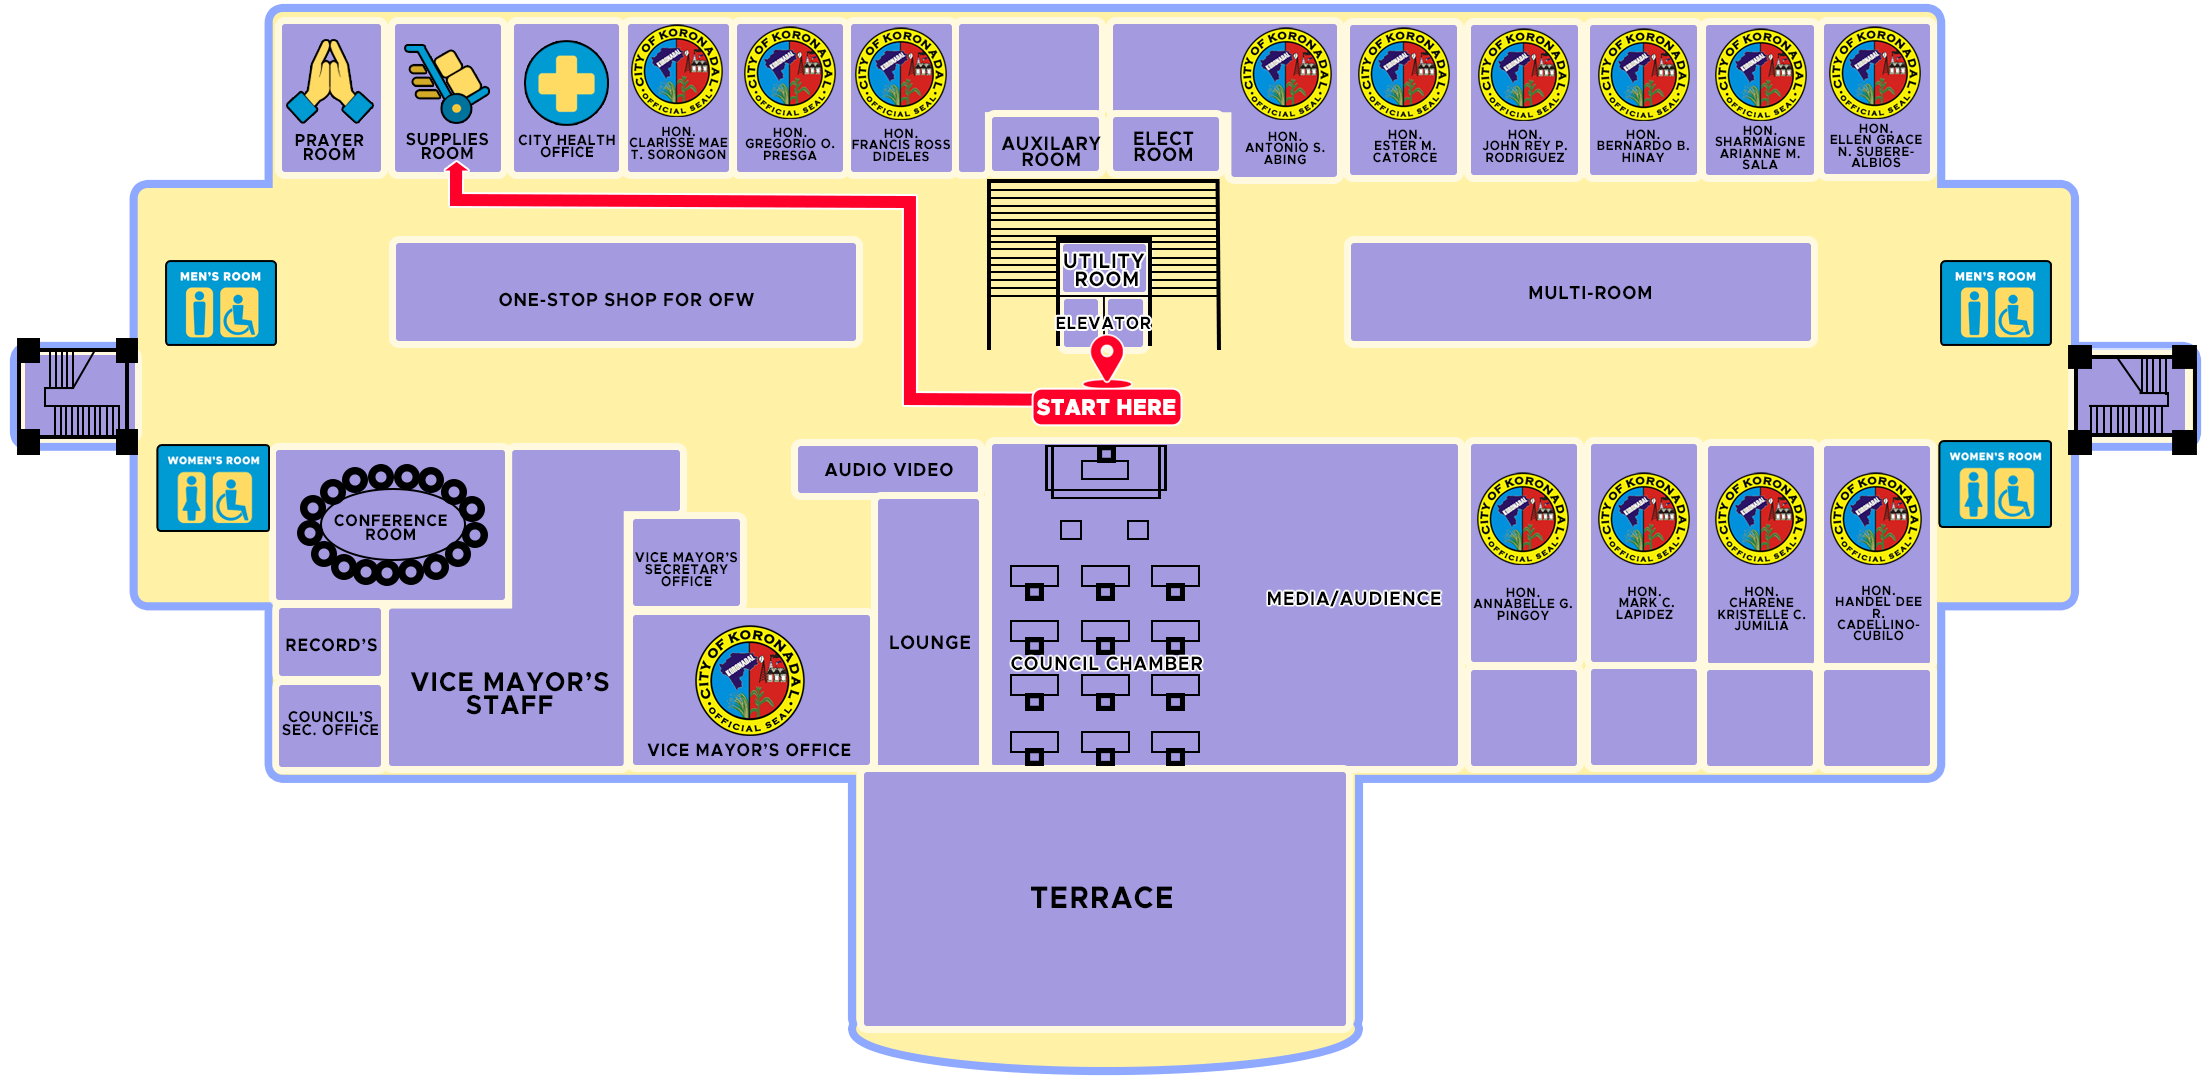 PRAYER
ROOM
SUPPLIES
ROOM
CITY HEALTH
OFFICE
CITY OF KORONADAL
OFFICIAL SEAL
HON.
CLARISSE MAE
T. SORONGON
CITY OF KORONADAL
OFFICIAL SEAL
HON.
GREGORIO O.
PRESGA
CITY OF KORONADAL
OFFICIAL SEAL
HON.
FRANCIS ROSS
DIDELES
AUXILARY
ROOM
ELECT
ROOM
CITY OF KORONADAL
OFFICIAL SEAL
HON.
ANTONIO S.
ABING
CITY OF KORONADAL
OFFICIAL SEAL
HON.
ESTER M.
CATORCE
CITY OF KORONADAL
OFFICIAL SEAL
HON.
JOHN REY P.
RODRIGUEZ
CITY OF KORONADAL
OFFICIAL SEAL
HON.
BERNARDO B.
HINAY
CITY OF KORONADAL
OFFICIAL SEAL
HON.
SHARMAIGNE
ARIANNE M.
SALA
CITY OF KORONADAL
OFFICIAL SEAL
HON.
ELLEN GRACE
N. SUBERE-
ALBIOS
MEN'S ROOM
ONE-STOP SHOP FOR OFW
UTILITY
ROOM
ELEVATOR
START HERE
MULTI-ROOM
MEN'S ROOM
WOMEN'S ROOM
CONFERENCE
ROOM
AUDIO VIDEO
VICE MAYOR'S
SECRETARY
OFFICE
RECORD'S
COUNCIL'S
SEC. OFFICE
VICE MAYOR'S
STAFF
CITY OF KORONADAL
KORONADAL
OFFICIAL SEAL
VICE MAYOR'S OFFICE
LOUNGE
COUNCIL CHAMBER
MEDIA/AUDIENCE
CITY OF KORONADAL
OFFICIAL SEAL
HON.
ANNABELLE G.
PINGOY
CITY OF KORONADAL
OFFICIAL SEAL
HON.
MARK C.
LAPIDEZ
CITY OF KORONADAL
OFFICIAL SEAL
HON.
CHARENE
KRISTELLE C.
JUMILIA
CITY OF KORONADAL
OFFICIAL SEAL
HON.
HANDEL DEE
R.
CADELLINO-
CUBILO
WOMEN'S ROOM
TERRACE